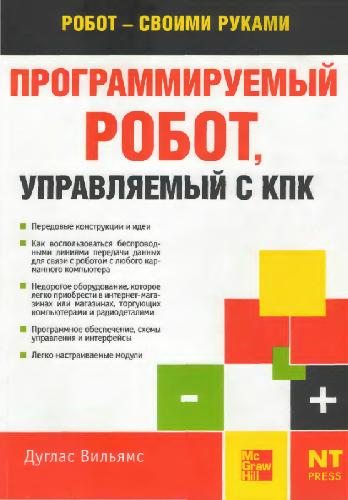 РОБОТ – СВОИМИ РУКАМИ
ПРОГРАММИРУЕМЫЙ
РОБОТ,
УПРАВЛЯЕМЫЙ С КПК
Передовые конструкции и идеи
Как воспользоваться беспровод-
ными линиями передачи данных
для связи с роботом с любого кар-
манного компьютера
Недорогое оборудование, которое
легко приобрести в интернет-мага-
зинах или магазинах, торгующих
компьютерами и радиодеталями
Программное обеспечение, схемы
управления и интерфейсы
Легко настраиваемые модули
- +
Дуглас Вильямс
Mc
Graw
Hill
NT
PRESS